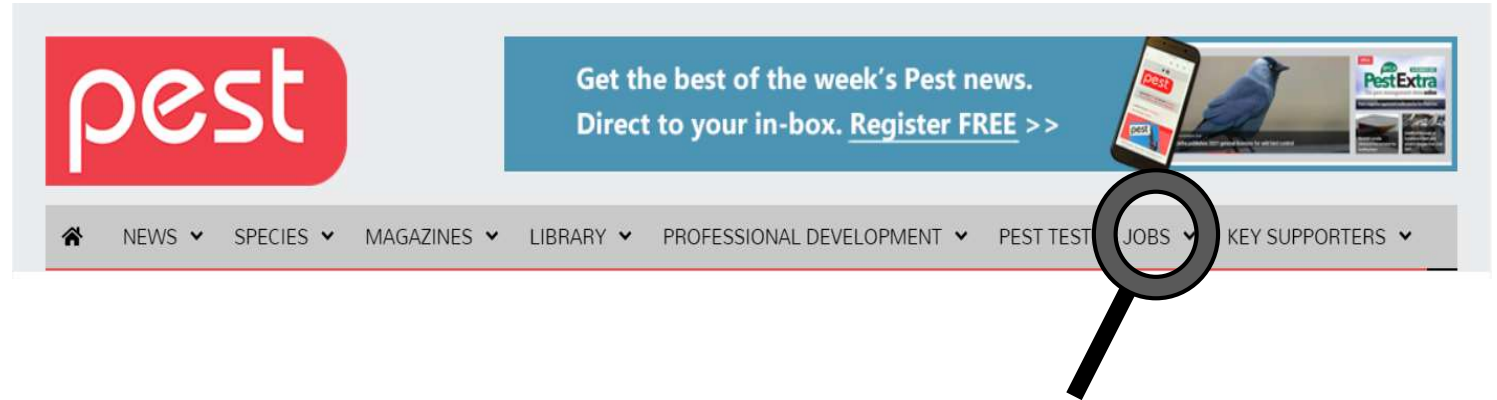 pest
Get the best of the week's Pest news.
Direct to your in-box. Register FREE >>
pest
PestExtra
NEWS SPECIES MAGAZINES LIBRARY PROFESSIONAL DEVELOPMENT PEST TEST JOBS KEY SUPPORTERS